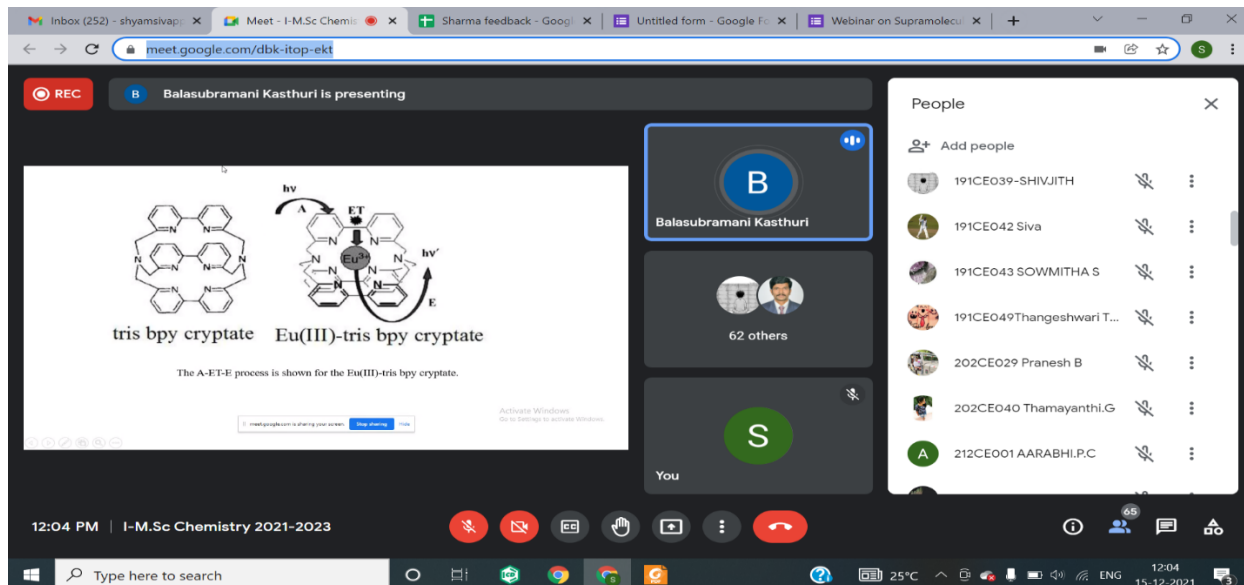 Inbox (252) - shyamsivapp
Meet - I-M.Sc Chemis
Sharma feedback - Googl
Untitled form - Google Fo
Webinar on Supramolecul
meet.google.com/dbk-itop-ekt
S
REC
B Balasubramani Kasthuri is presenting
hν
A
ET
N
N
N
N
N
N
N
N
Eu3+
N
N
N
N
hν'
E
tris bpy cryptate
Eu(III)-tris bpy cryptate
The A-ET-E process is shown for the Eu(III)-tris bpy cryptate.
Activate Windows
Go to Settings to activate Windows.
meet.google.com is sharing your screen.
Stop sharing
Hide
B
Balasubramani Kasthuri
62 others
S
You
People
Add people
191CE039-SHIVJITH
191CE042 Siva
191CE043 SOWMITHA S
191CE049Thangeshwari T...
202CE029 Pranesh B
202CE040 Thamayanthi.G
A
212CE001 AARABHI.P.C
12:04 PM | I-M.Sc Chemistry 2021-2023
65
Type here to search
25°C
ENG
12:04
15-12-2021
3